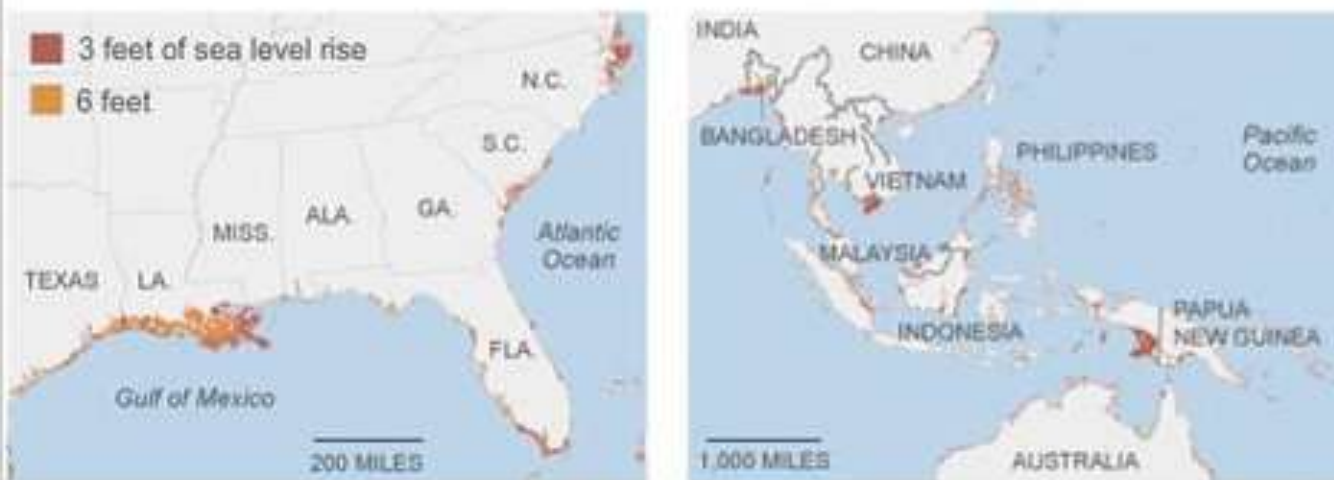 3 feet of sea level rise
6 feet
N.C.
S.C.
GA.
ALA.
MISS.
TEXAS
LA.
FLA.
Atlantic
Ocean
Gulf of Mexico
200 MILES
INDIA
CHINA
BANGLADESH
PHILIPPINES
Pacific
Ocean
VIETNAM
MALAYSIA
INDONESIA
PAPUA
NEW GUINEA
1,000 MILES
AUSTRALIA